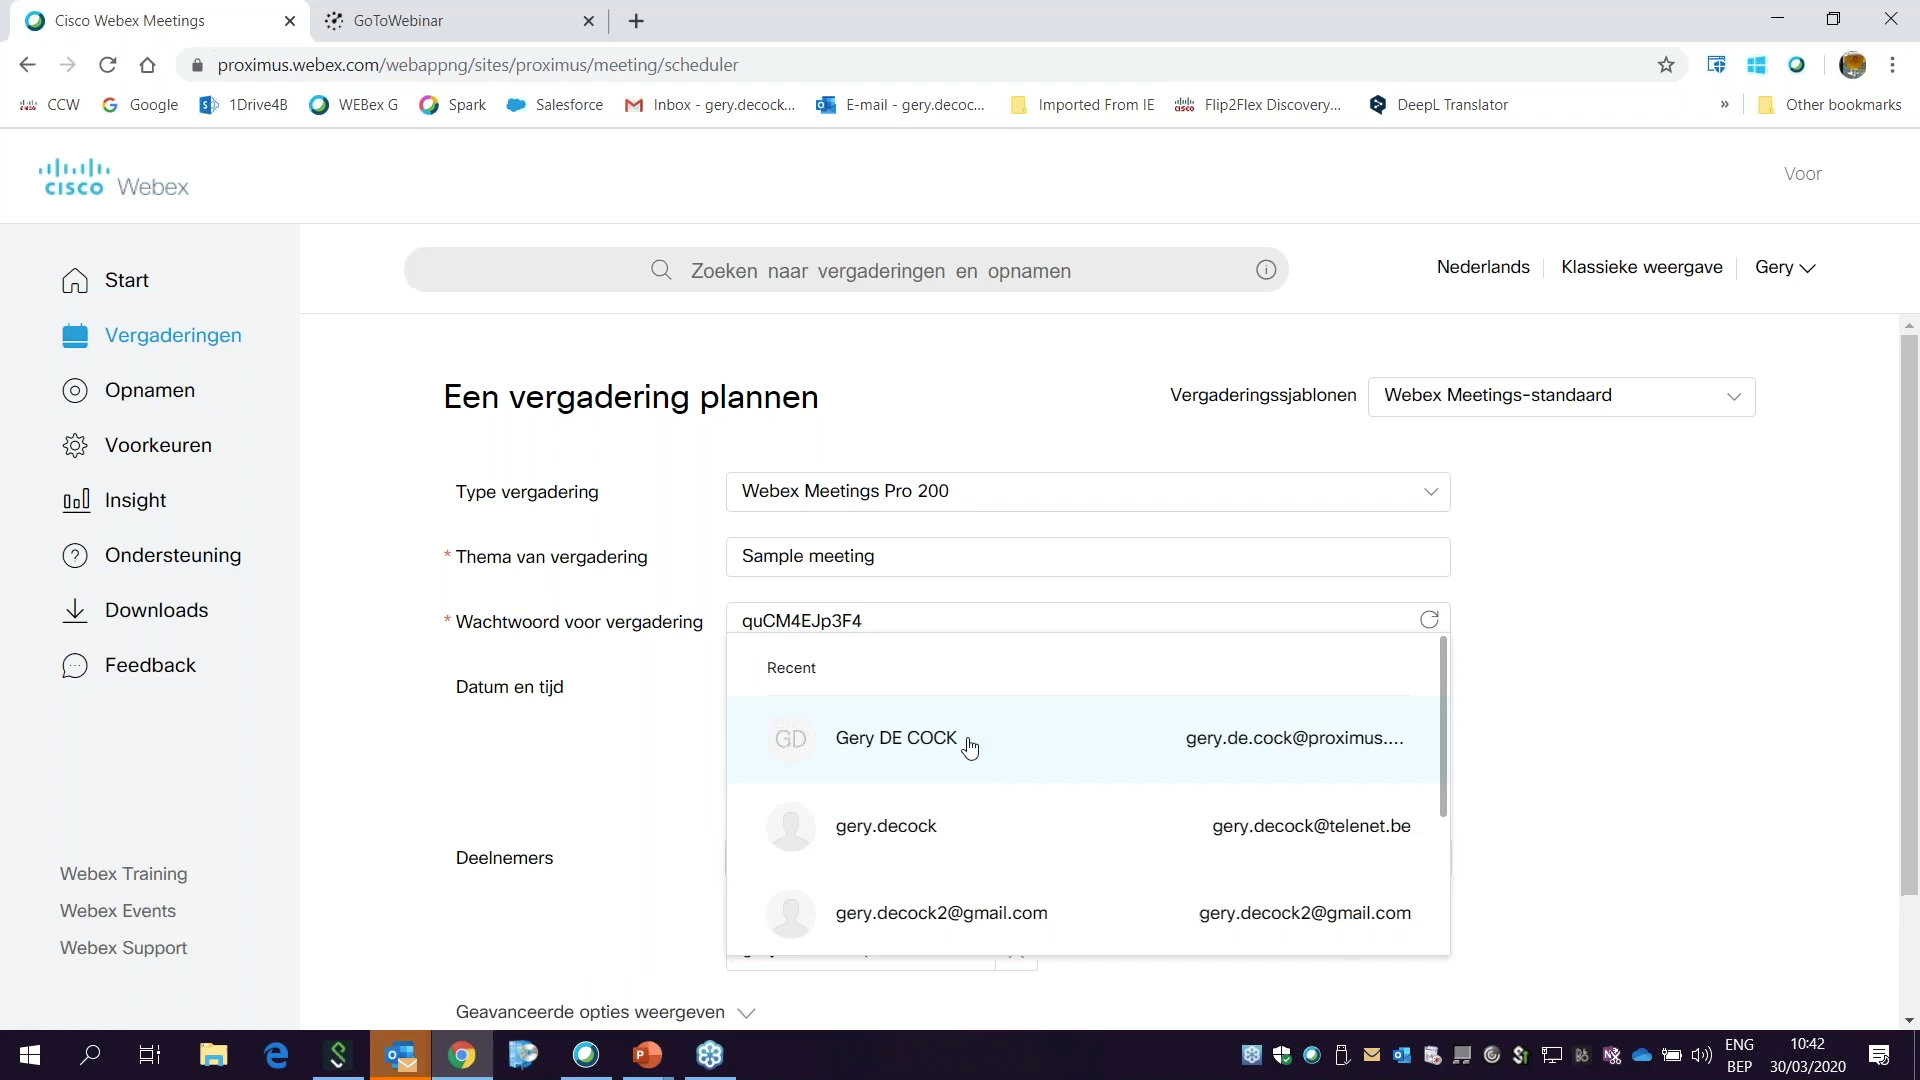 Cisco Webex Meetings
GoToWebinar
proximus.webex.com/webappng/sites/proximus/meeting/scheduler
CCW
Google
1Drive4B
WEBex G
Spark
Salesforce
Inbox - gery.decock...
E-mail - gery.decoc...
Imported From IE
Flip2Flex Discovery...
DeepL Translator
»
Other bookmarks
CISCO Webex
Voor
Start
Vergaderingen
Opnamen
Voorkeuren
Insight
Ondersteuning
Downloads
Feedback
Webex Training
Webex Events
Webex Support
Zoeken naar vergaderingen en opnamen
Nederlands
Klassieke weergave
Gery
Een vergadering plannen
Vergaderingssjablonen
Webex Meetings-standaard
Type vergadering
Webex Meetings Pro 200
* Thema van vergadering
Sample meeting
* Wachtwoord voor vergadering
quCM4EJp3F4
Datum en tijd
Recent
GD
Gery DE COCK
gery.de.cock@proximus....
gery.decock
gery.decock@telenet.be
Deelnemers
gery.decock2@gmail.com
gery.decock2@gmail.com
Geavanceerde opties weergeven
ENG
BEP
10:42
30/03/2020